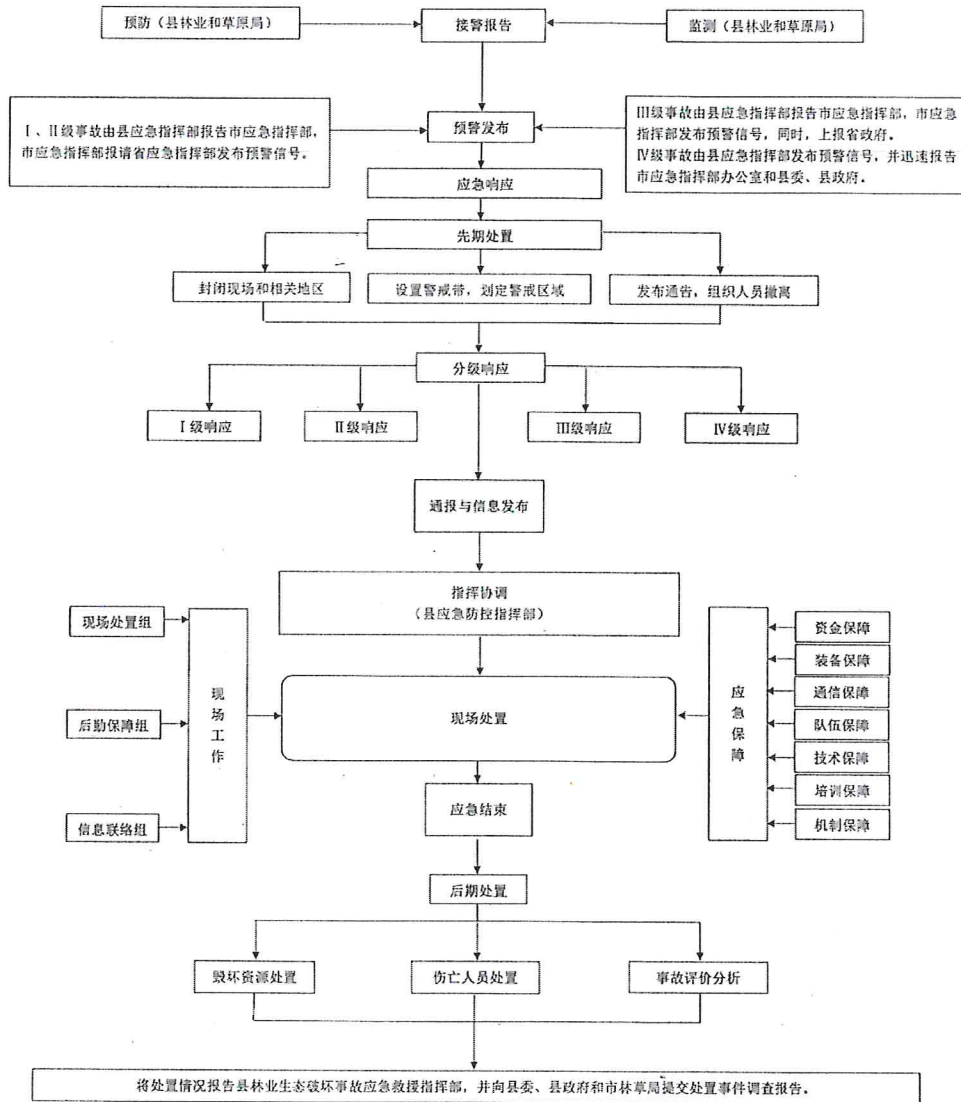 预防（县林业和草原局）
接警报告
监测（县林业和草原局）
Ⅰ、Ⅱ级事故由县应急指挥部报告市应急指挥部，
市应急指挥部报请省应急指挥部发布预警信号。
预警发布
Ⅲ级事故由县应急指挥部报告市应急指挥部，市应急
指挥部发布预警信号，同时，上报省政府。
Ⅳ级事故由县应急指挥部发布预警信号，并迅速报告
市应急指挥部办公室和县委、县政府。
应急响应
先期处置
封闭现场和相关地区
设置警戒带，划定警戒区域
发布通告，组织人员撤离
分级响应
Ⅰ级响应
Ⅱ级响应
Ⅲ级响应
Ⅳ级响应
通报与信息发布
指挥协调
（县应急防控指挥部）
现场处置组
后勤保障组
信息联络组
现场工作
现场处置
应急保障
资金保障
装备保障
通信保障
队伍保障
技术保障
培训保障
机制保障
应急结束
后期处置
毁坏资源处置
伤亡人员处置
事故评价分析
将处置情况报告县林业生态破坏事故应急救援指挥部，并向县委、县政府和市林草局提交处置事件调查报告。